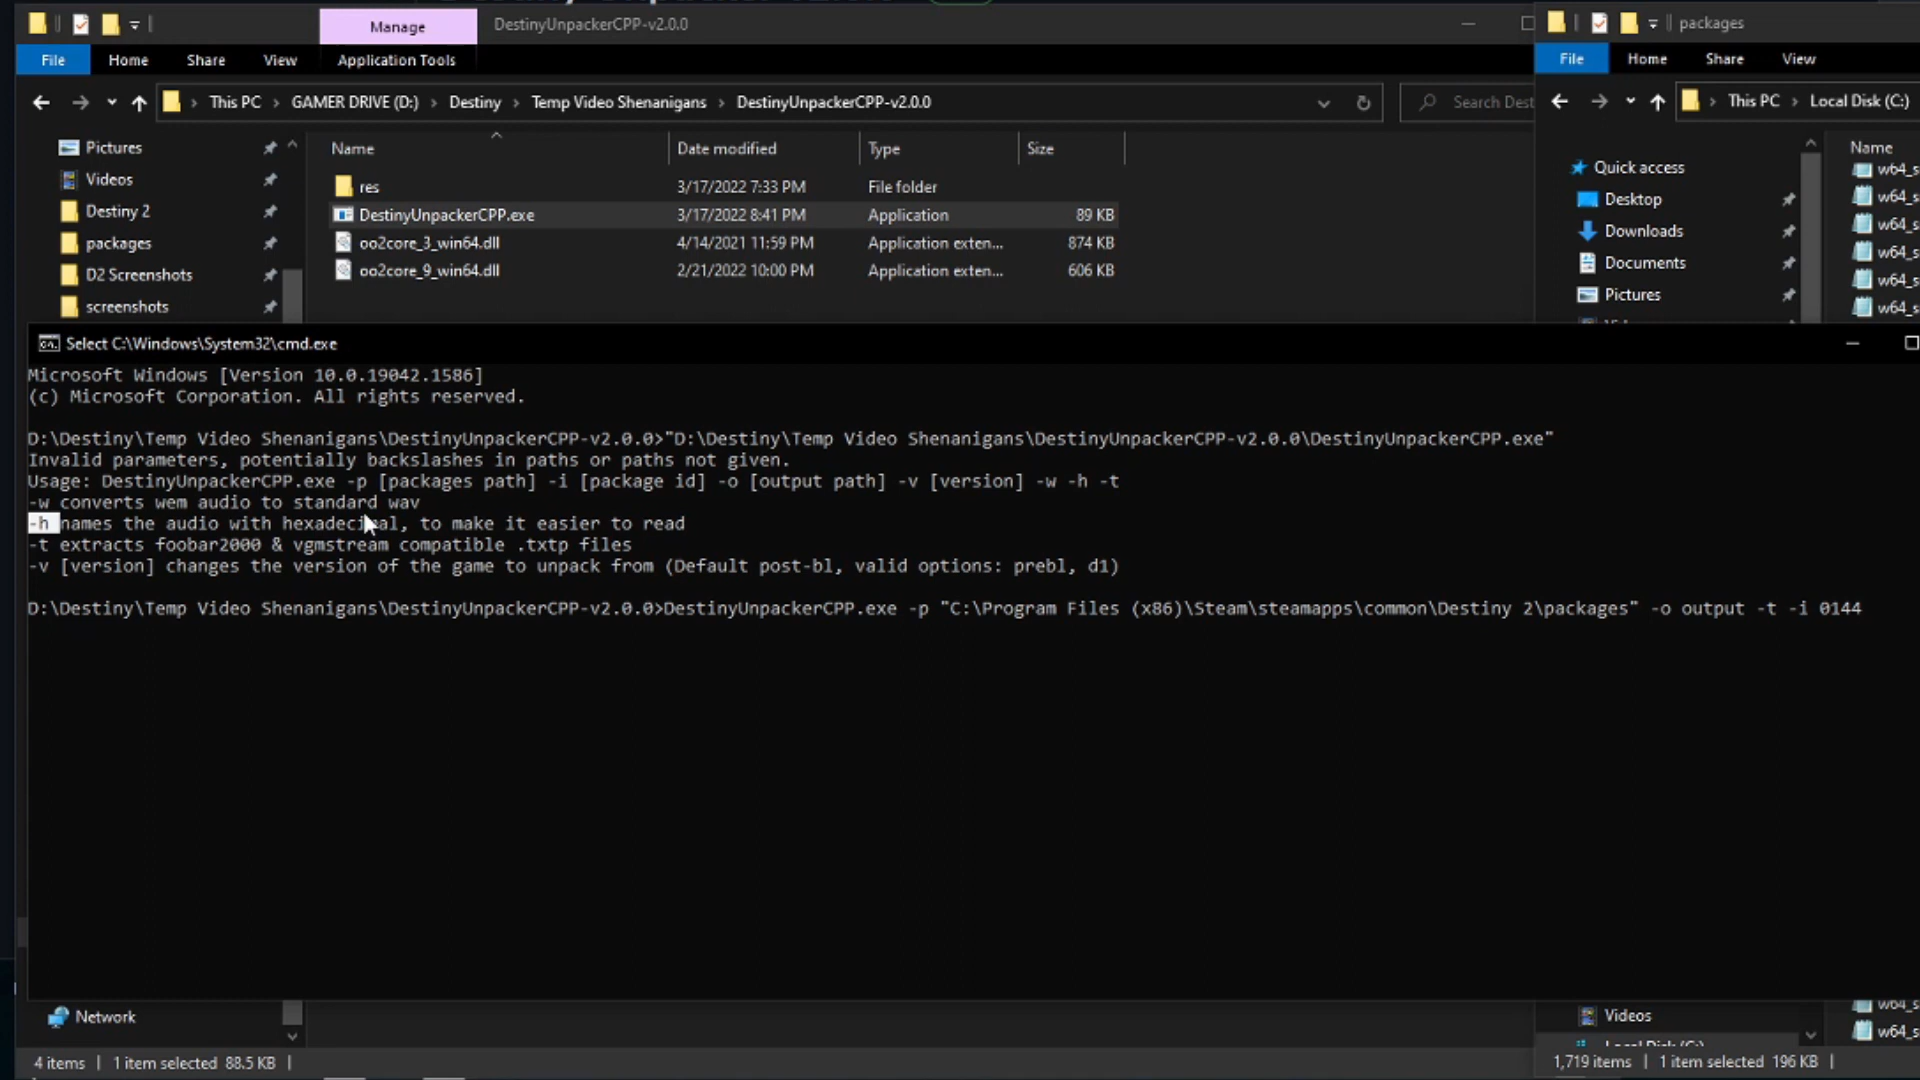 Manage
DestinyUnpackerCPP-v2.0.0
File Home Share View Application Tools
This PC > GAMER DRIVE (D:) > Destiny > Temp Video Shenanigans > DestinyUnpackerCPP-v2.0.0
Search Dest
Pictures
Videos
Destiny 2
packages
D2 Screenshots
screenshots
Name Date modified Type Size
res 3/17/2022 7:33 PM File folder
DestinyUnpackerCPP.exe 3/17/2022 8:41 PM Application 89 KB
oo2core_3_win64.dll 4/14/2021 11:59 PM Application exten... 874 KB
oo2core_9_win64.dll 2/21/2022 10:00 PM Application exten... 606 KB
packages
File Home Share View
This PC > Local Disk (C:)
Quick access
Desktop
Downloads
Documents
Pictures
Name
w64_s
w64_s
w64_s
w64_s
w64_s
w64_s
Select C:\Windows\System32\cmd.exe
Microsoft Windows [Version 10.0.19042.1586]
(c) Microsoft Corporation. All rights reserved.
D:\Destiny\Temp Video Shenanigans\DestinyUnpackerCPP-v2.0.0>"D:\Destiny\Temp Video Shenanigans\DestinyUnpackerCPP-v2.0.0\DestinyUnpackerCPP.exe"
Invalid parameters, potentially backslashes in paths or paths not given.
Usage: DestinyUnpackerCPP.exe -p [packages path] -i [package id] -o [output path] -v [version] -w -h -t
-w converts wem audio to standard wav
-h names the audio with hexadecimal, to make it easier to read
-t extracts foobar2000 & vgmstream compatible .txtp files
-v [version] changes the version of the game to unpack from (Default post-bl, valid options: prebl, d1)
D:\Destiny\Temp Video Shenanigans\DestinyUnpackerCPP-v2.0.0>DestinyUnpackerCPP.exe -p "C:\Program Files (x86)\Steam\steamapps\common\Destiny 2\packages" -o output -t -i 0144
Network
4 items 1 item selected 88.5 KB
Videos
w64_s
w64_s
1,719 items 1 item selected 196 KB